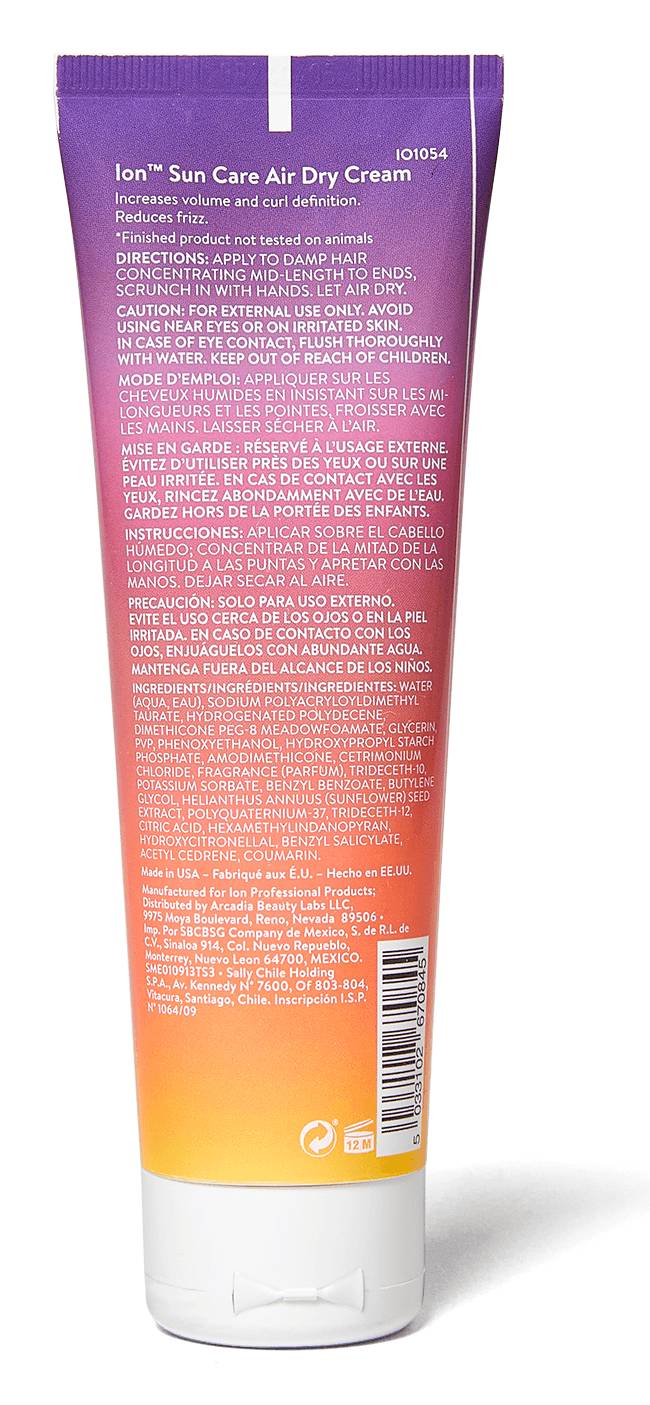 IO1054
Ion™ Sun Care Air Dry Cream
Increases volume and curl definition.
Reduces frizz.
*Finished product not tested on animals
DIRECTIONS: APPLY TO DAMP HAIR
CONCENTRATING MID-LENGTH TO ENDS,
SCRUNCH IN WITH HANDS. LET AIR DRY.
CAUTION: FOR EXTERNAL USE ONLY. AVOID
USING NEAR EYES OR ON IRRITATED SKIN.
IN CASE OF EYE CONTACT, FLUSH THOROUGHLY
WITH WATER. KEEP OUT OF REACH OF CHILDREN.
MODE D'EMPLOI: APPLIQUER SUR LES
CHEVEUX HUMIDES EN INSISTANT SUR LES MI-
LONGUEURS ET LES POINTES, FROISSER AVEC
LES MAINS. LAISSER SÉCHER À L'AIR.
MISE EN GARDE : RÉSERVÉ À L'USAGE EXTERNE.
ÉVITEZ D'UTILISER PRÈS DES YEUX OU SUR UNE
PEAU IRRITÉE. EN CAS DE CONTACT AVEC LES
YEUX, RINCEZ ABONDAMMENT AVEC DE L'EAU.
GARDEZ HORS DE LA PORTÉE DES ENFANTS.
INSTRUCCIONES: APLICAR SOBRE EL CABELLO
HÚMEDO; CONCENTRAR DE LA MITAD DE LA
LONGITUD A LAS PUNTAS Y APRETAR CON LAS
MANOS. DEJAR SECAR AL AIRE.
PRECAUCIÓN: SOLO PARA USO EXTERNO.
EVITE EL USO CERCA DE LOS OJOS O EN LA PIEL
IRRITADA. EN CASO DE CONTACTO CON LOS
OJOS, ENJUÁGUELOS CON ABUNDANTE AGUA.
MANTENGA FUERA DEL ALCANCE DE LOS NIÑOS.
INGREDIENTS/INGRÉDIENTS/INGREDIENTES: WATER
(AQUA, EAU), SODIUM POLYACRYLOYLDIMETHYL
TAURATE, HYDROGENATED POLYDECENE,
DIMETHICONE PEG-8 MEADOWFOAMATE, GLYCERIN,
PVP, PHENOXYETHANOL, HYDROXYPROPYL STARCH
PHOSPHATE, AMODIMETHICONE, CETRIMONIUM
CHLORIDE, FRAGRANCE (PARFUM), TRIDECETH-10,
POTASSIUM SORBATE, BENZYL BENZOATE, BUTYLENE
GLYCOL, HELIANTHUS ANNUUS (SUNFLOWER) SEED
EXTRACT, POLYQUATERNIUM-37, TRIDECETH-12,
CITRIC ACID, HEXAMETHYLINDANOPYRAN,
HYDROXYCITRONELLAL, BENZYL SALICYLATE,
ACETYL CEDRENE, COUMARIN.
Made in USA – Fabriqué aux É.U. – Hecho en EE.UU.
Manufactured for Ion Professional Products;
Distributed by Arcadia Beauty Labs LLC,
9975 Moya Boulevard, Reno, Nevada 89506 •
Imp. Por SBCBSG Company de Mexico, S. de R.L. de
C.V., Sinaloa 914, Col. Nuevo Repueblo,
Monterrey, Nuevo Leon 64700, MEXICO.
SME010913TS3 • Sally Chile Holding
S.P.A., Av. Kennedy N° 7600, Of 803-804,
Vitacura, Santiago, Chile. Inscripción I.S.P.
N° 1064/09
5 033102 670845
12 M